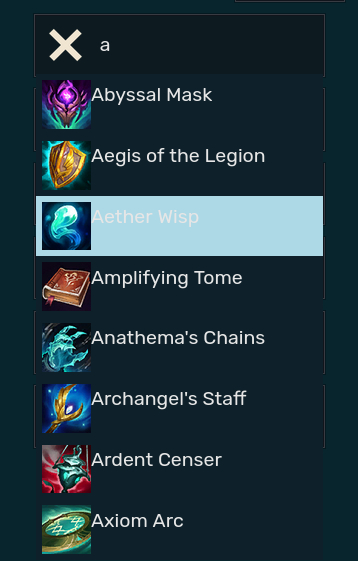 a
Abyssal Mask
Aegis of the Legion
Aether Wisp
Amplifying Tome
Anathema's Chains
Archangel's Staff
Ardent Censer
Axiom Arc